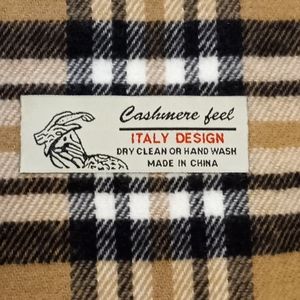 Cashmere feel
ITALY DESIGN
DRY CLEAN OR HAND WASH
MADE IN CHINA